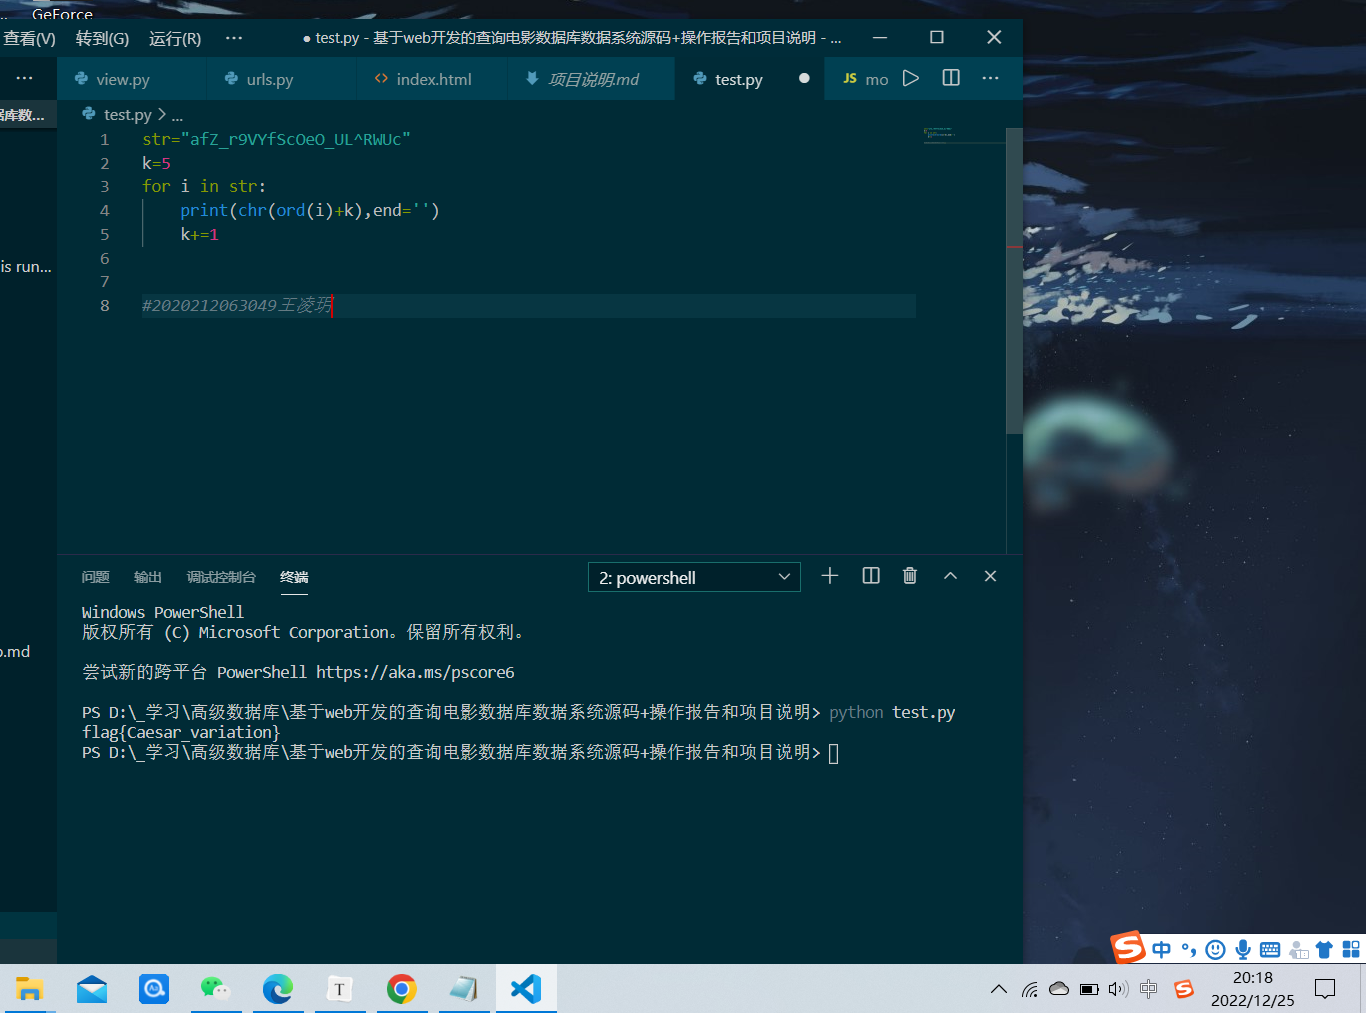 GeForce
查看(V) 转到(G) 运行(R) ··· ● test.py - 基于web开发的查询电影数据库数据系统源码+操作报告和项目说明 - ...
··· view.py urls.py index.html 项目说明.md test.py JS mo ···
据库数...
test.py > ...
1 str="afZ_r9VYfScOeO_UL^RWUc"
2 k=5
3 for i in str:
4 print(chr(ord(i)+k),end='')
5 k+=1
6
7
8 #2020212063049王凌玥
is run...
问题 输出 调试控制台 终端 2: powershell
Windows PowerShell
版权所有 (C) Microsoft Corporation。保留所有权利。
o.md
尝试新的跨平台 PowerShell https://aka.ms/pscore6
PS D:\_学习\高级数据库\基于web开发的查询电影数据库数据系统源码+操作报告和项目说明> python test.py
flag{Caesar_variation}
PS D:\_学习\高级数据库\基于web开发的查询电影数据库数据系统源码+操作报告和项目说明>
S 中 °,
T 中 S 20:18
2022/12/25